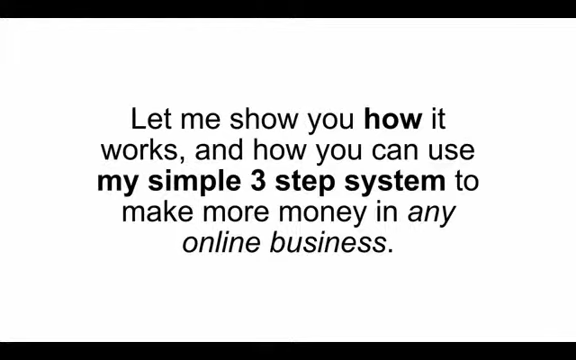 Let me show you how it
works, and how you can use
my simple 3 step system to
make more money in any
online business.